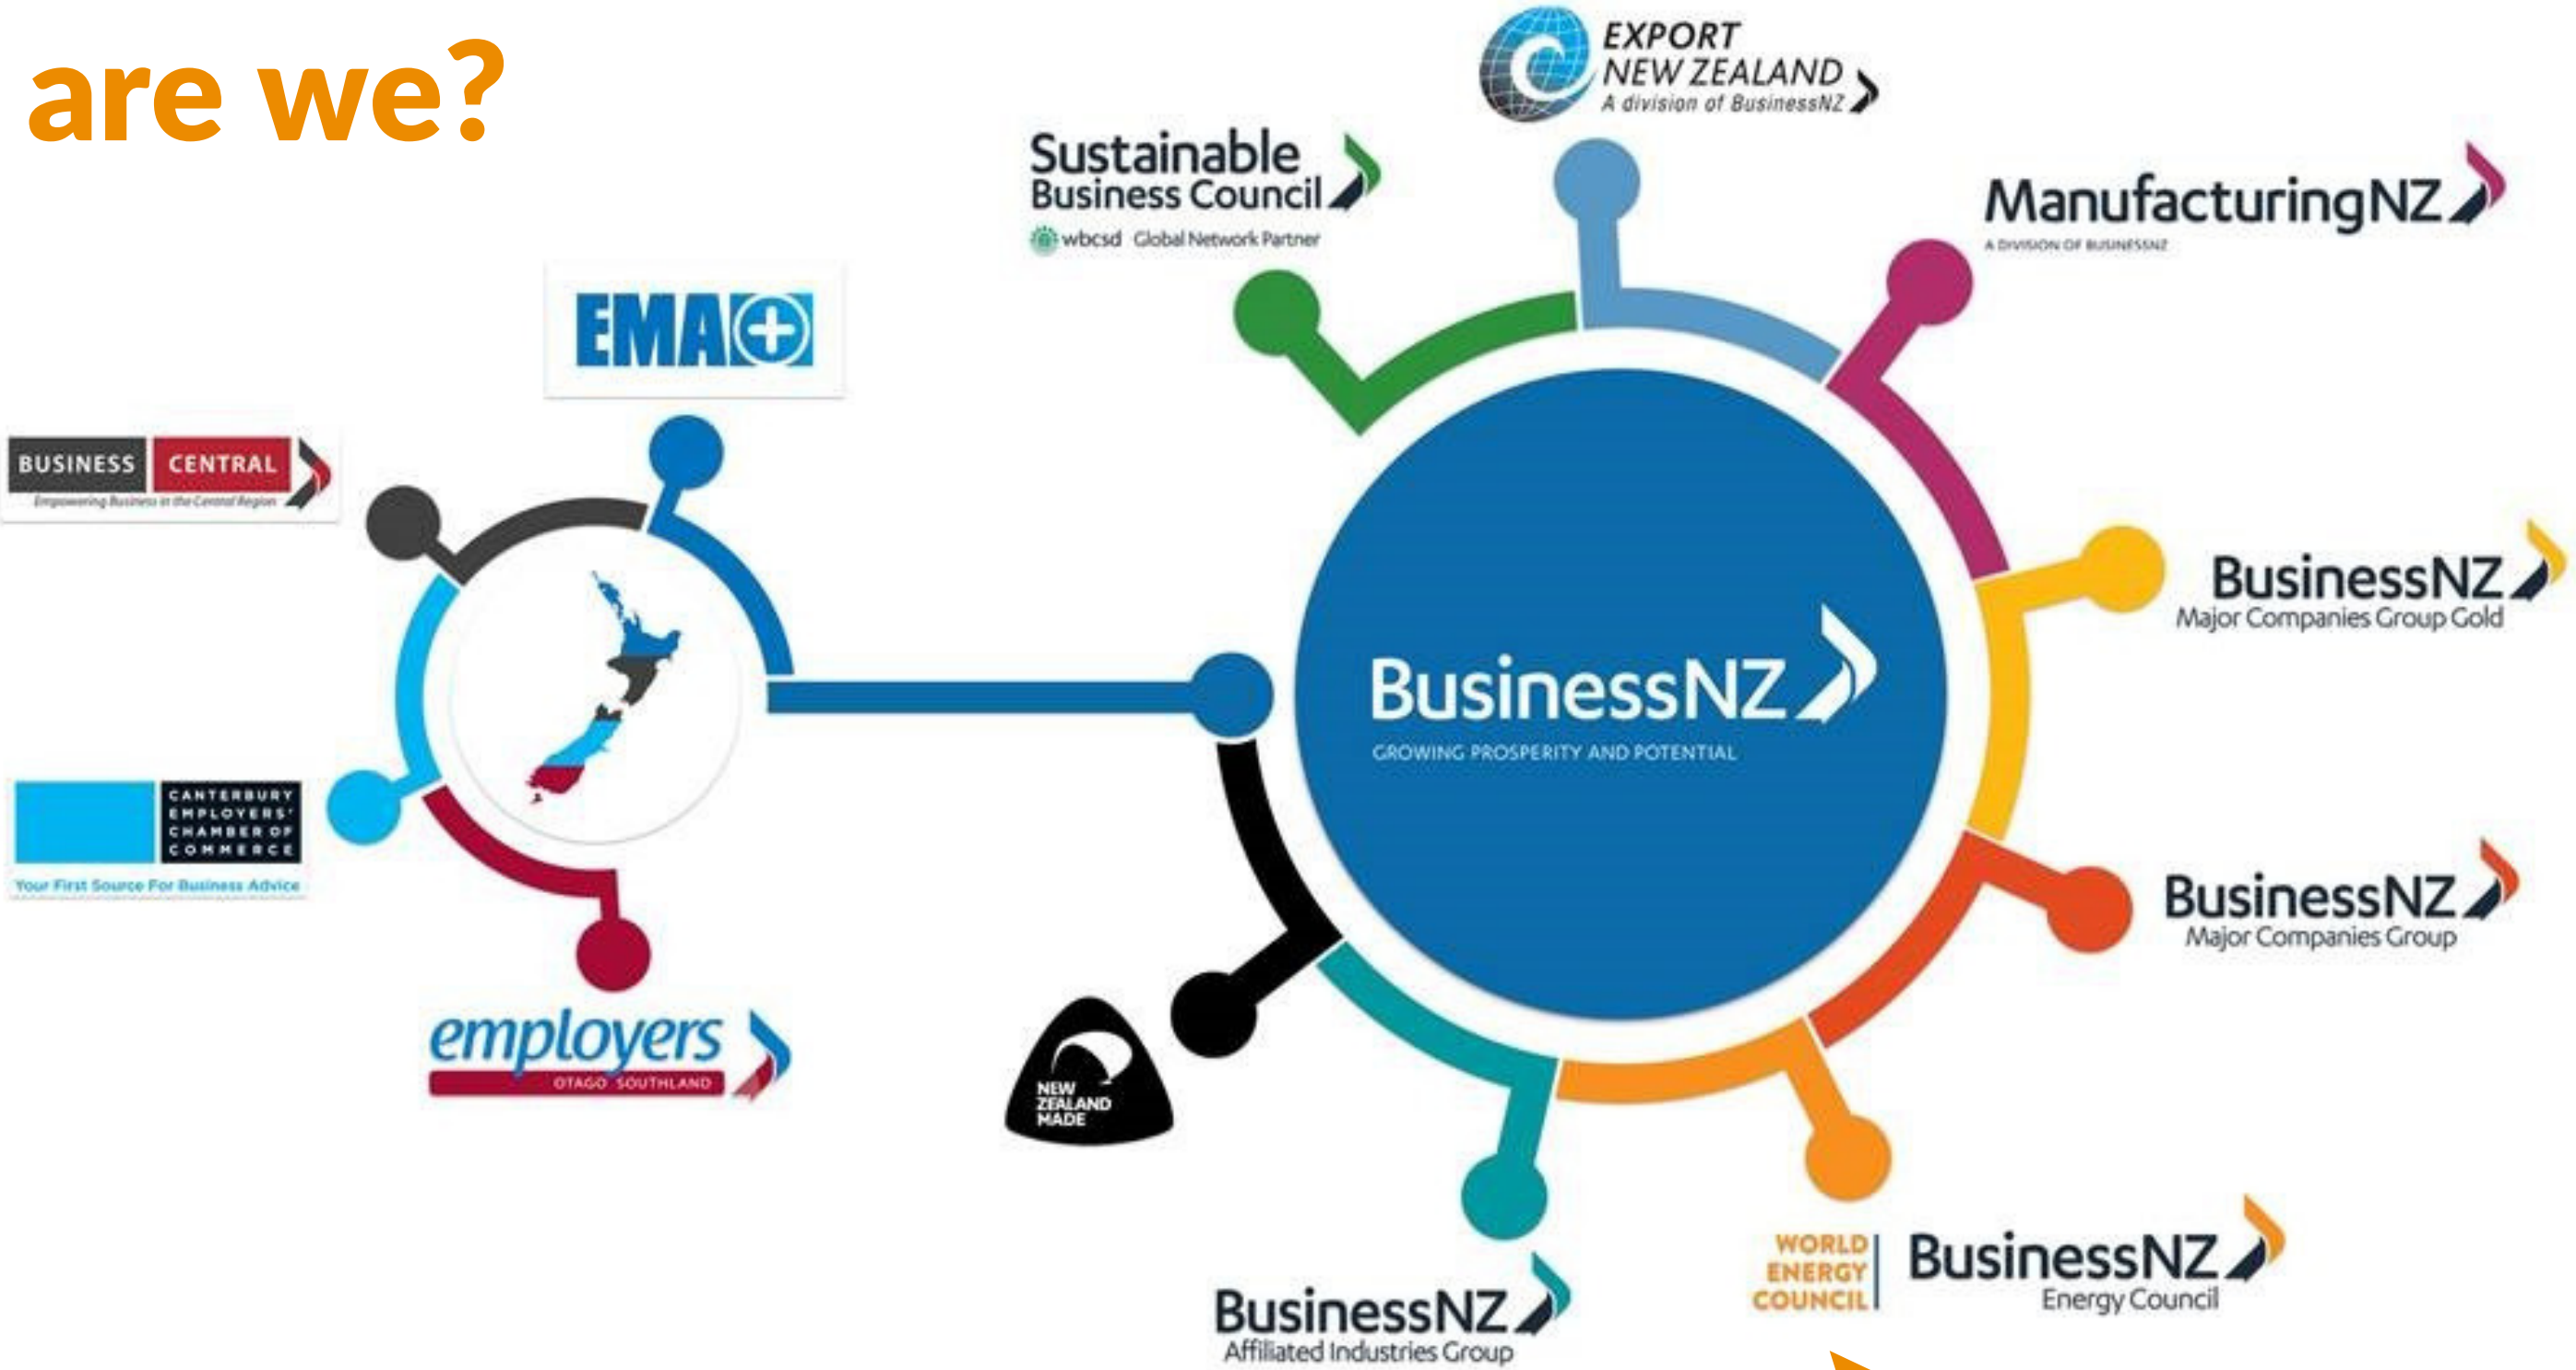 are we?
EXPORT
NEW ZEALAND
A division of BusinessNZ
Sustainable
Business Council
wbcsd Global Network Partner
ManufacturingNZ
A DIVISION OF BUSINESSNZ
EMA
BUSINESS CENTRAL
Empowering Business in the Central Region
BusinessNZ
Major Companies Group Gold
BusinessNZ
GROWING PROSPERITY AND POTENTIAL
CANTERBURY
EMPLOYERS'
CHAMBER OF
COMMERCE
Your First Source For Business Advice
BusinessNZ
Major Companies Group
employers
OTAGO SOUTHLAND
NEW
ZEALAND
MADE
WORLD
ENERGY
COUNCIL
BusinessNZ
Energy Council
BusinessNZ
Affiliated Industries Group